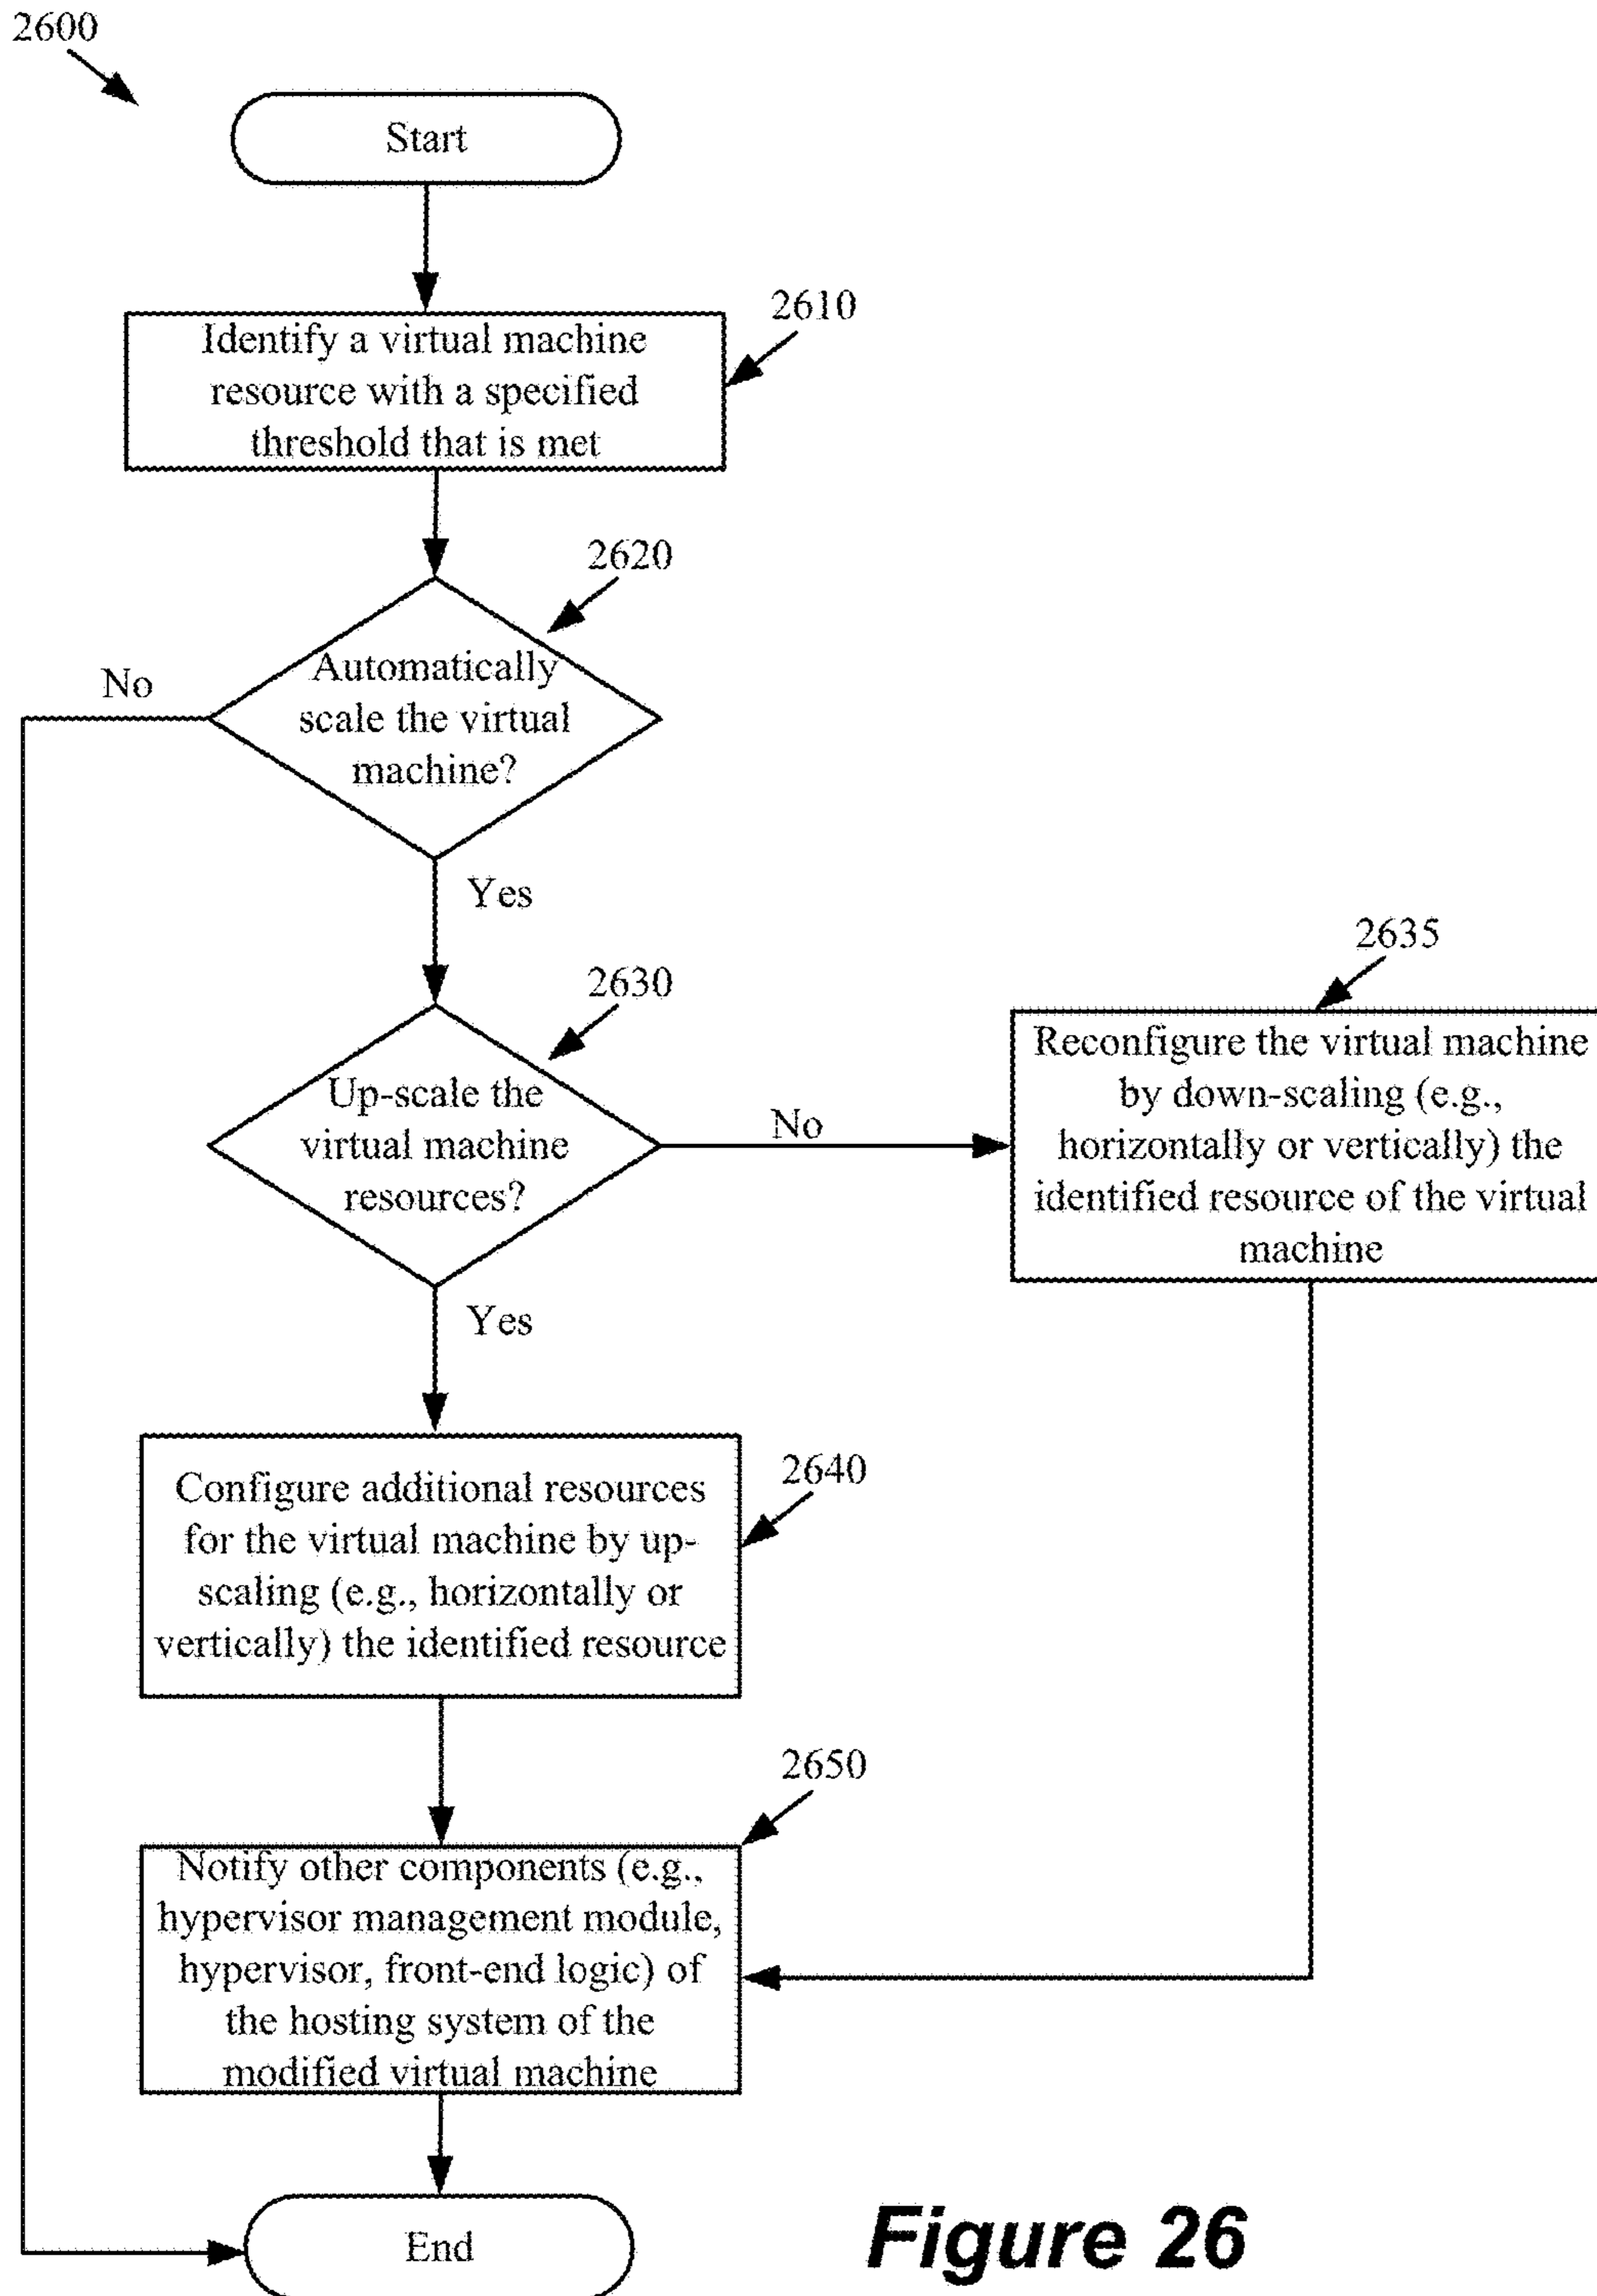 2600
Start
2610
Identify a virtual machine
resource with a specified
threshold that is met
2620
Automatically
scale the virtual
machine?
No
Yes
2630
Up-scale the
virtual machine
resources?
No
2635
Reconfigure the virtual machine
by down-scaling (e.g.,
horizontally or vertically) the
identified resource of the virtual
machine
Yes
2640
Configure additional resources
for the virtual machine by up-
scaling (e.g., horizontally or
vertically) the identified resource
2650
Notify other components (e.g.,
hypervisor management module,
hypervisor, front-end logic) of
the hosting system of the
modified virtual machine
End
Figure 26